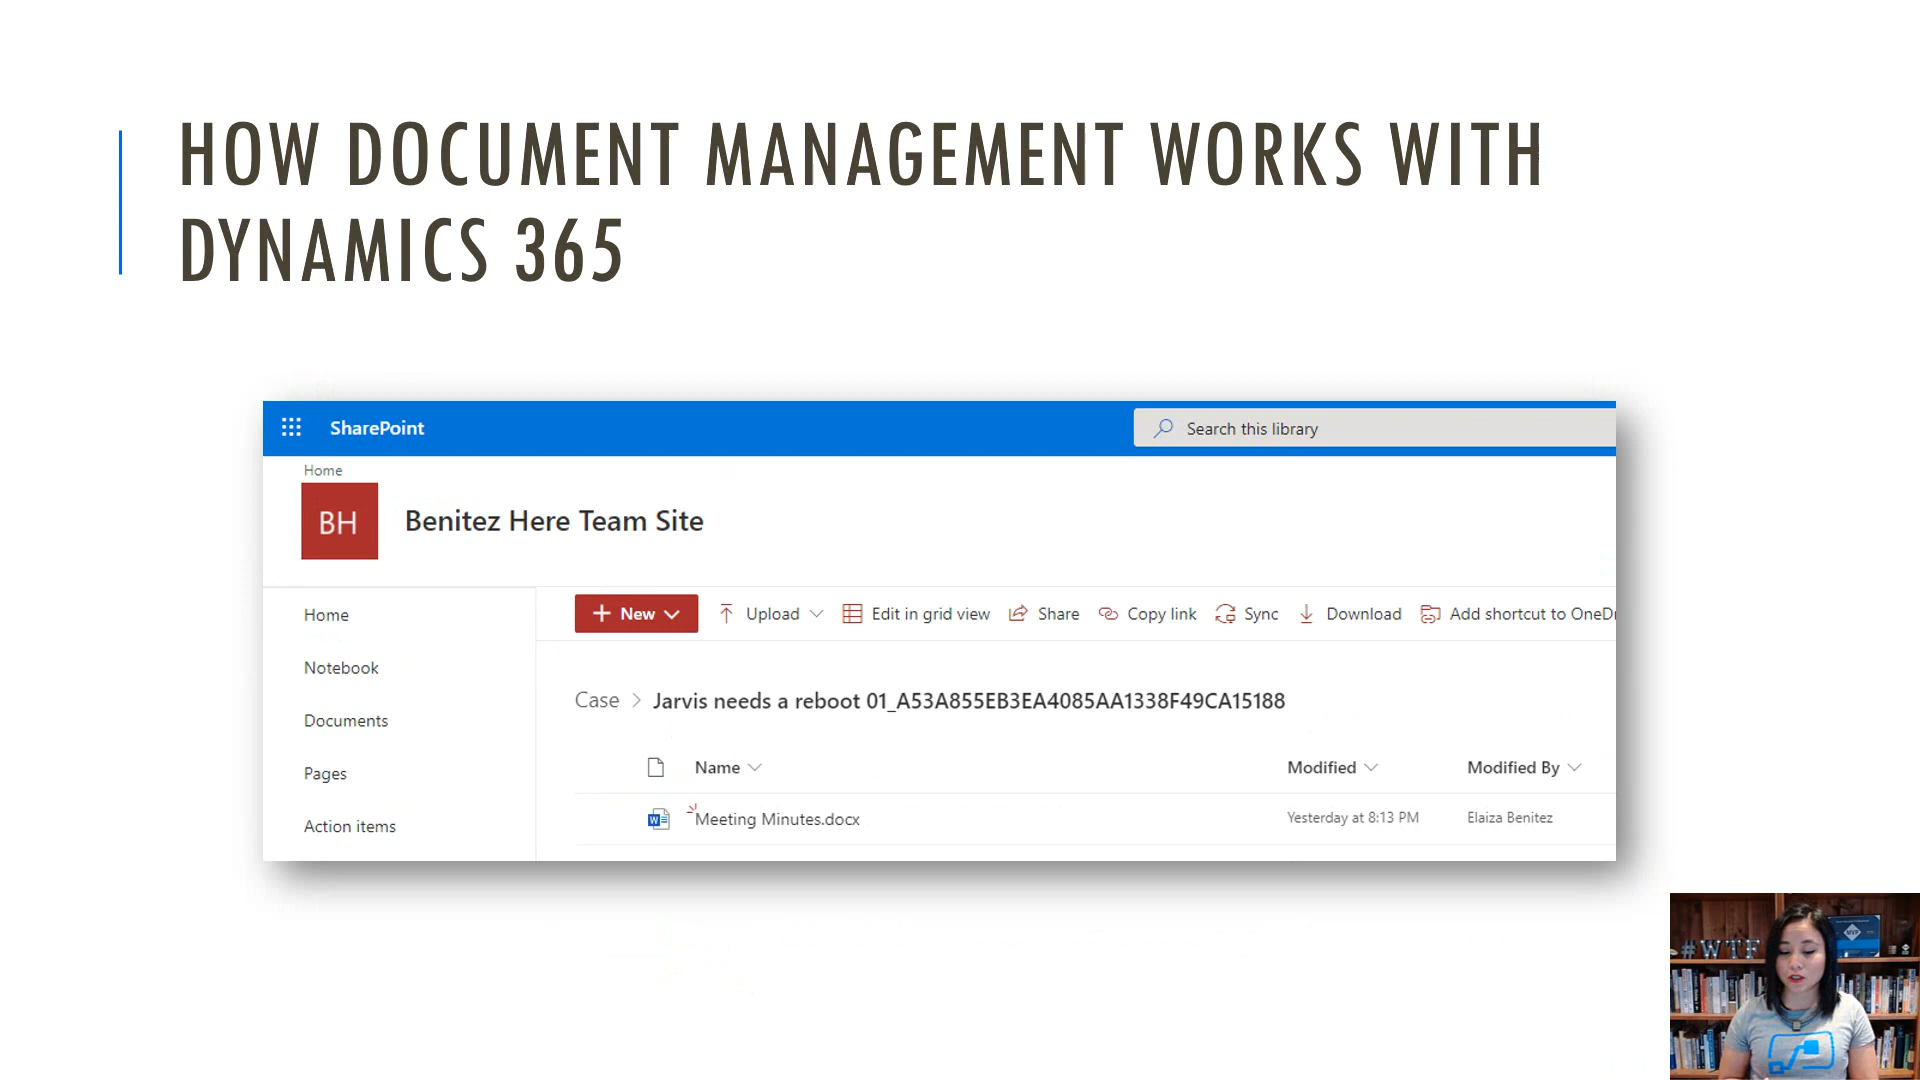 HOW DOCUMENT MANAGEMENT WORKS WITH
DYNAMICS 365
SharePoint
Search this library
Home
BH
Benitez Here Team Site
Home
Notebook
Documents
Pages
Action items
New
Upload
Edit in grid view
Share
Copy link
Sync
Download
Add shortcut to OneDr
Case > Jarvis needs a reboot 01_A53A855EB3EA4085AA1338F49CA15188
Name
Modified
Modified By
Meeting Minutes.docx
Yesterday at 8:13 PM
Elaiza Benitez
#WTF
MVP